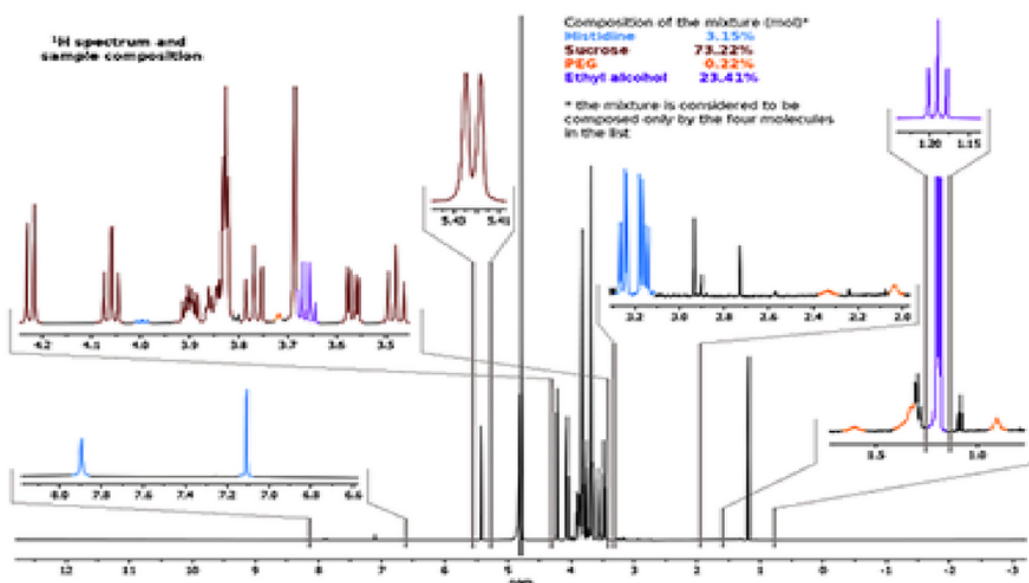 ¹H spectrum and
sample composition
Composition of the mixture (mol)*
Histidine 3.15%
Sucrose 73.22%
PEG 0.22%
Ethyl alcohol 23.41%
* the mixture is considered to be
composed only by the four molecules
in the list
1.20 1.15
5.43 5.41
4.2 4.1 4.0 3.9 3.8 3.7 3.6 3.5
3.2 3.0 2.8 2.6 2.4 2.2 2.0
1.5 1.0
8.0 7.8 7.6 7.4 7.2 7.0 6.8 6.6
12 11 10 9 8 7 6 5 4 3 2 1 0 -1 -2 -3
ppm